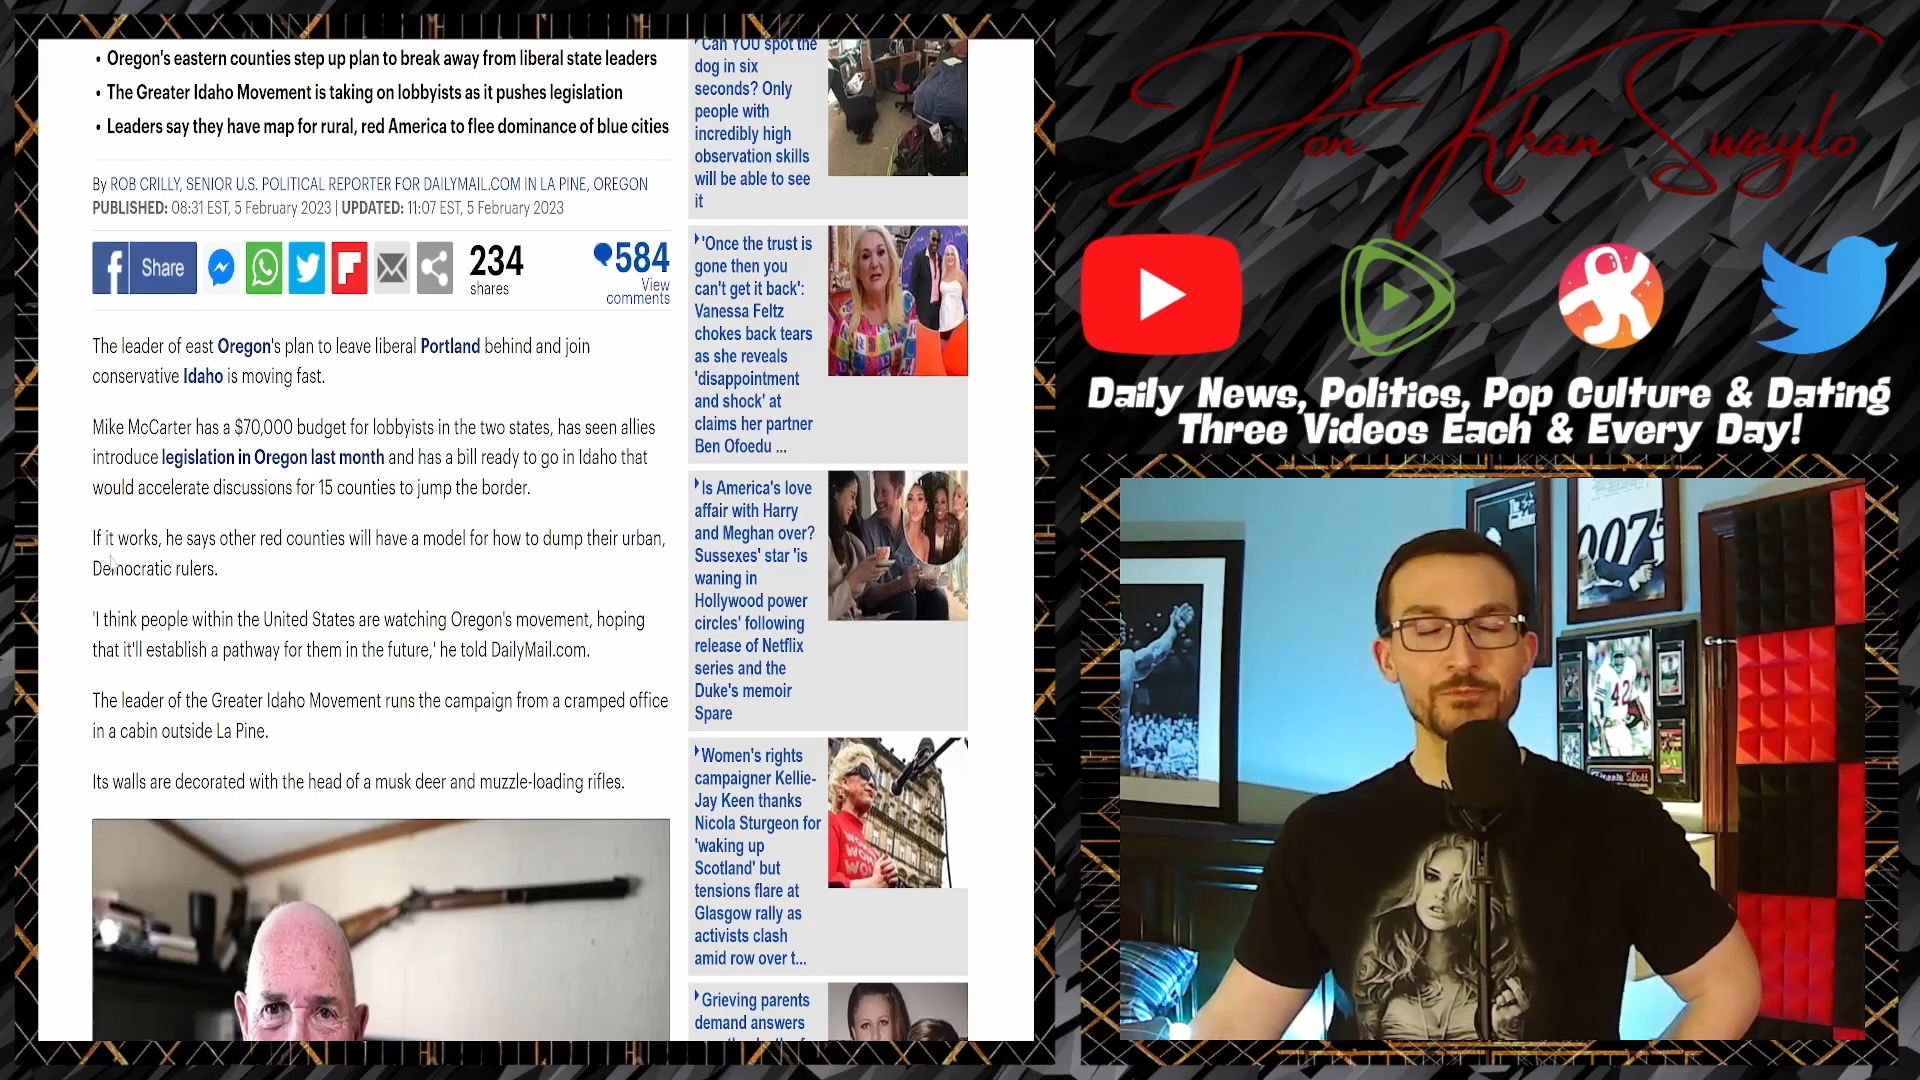 • Oregon's eastern counties step up plan to break away from liberal state leaders
• The Greater Idaho Movement is taking on lobbyists as it pushes legislation
• Leaders say they have map for rural, red America to flee dominance of blue cities
By ROB CRILLY, SENIOR U.S. POLITICAL REPORTER FOR DAILYMAIL.COM IN LA PINE, OREGON
PUBLISHED: 08:31 EST, 5 February 2023 | UPDATED: 11:07 EST, 5 February 2023
f Share
234
shares
584
View
comments
The leader of east Oregon's plan to leave liberal Portland behind and join
conservative Idaho is moving fast.
Mike McCarter has a $70,000 budget for lobbyists in the two states, has seen allies
introduce legislation in Oregon last month and has a bill ready to go in Idaho that
would accelerate discussions for 15 counties to jump the border.
If it works, he says other red counties will have a model for how to dump their urban,
Democratic rulers.
'I think people within the United States are watching Oregon's movement, hoping
that it'll establish a pathway for them in the future,' he told DailyMail.com.
The leader of the Greater Idaho Movement runs the campaign from a cramped office
in a cabin outside La Pine.
Its walls are decorated with the head of a musk deer and muzzle-loading rifles.
Can YOU spot the
dog in six
seconds? Only
people with
incredibly high
observation skills
will be able to see
it
'Once the trust is
gone then you
can't get it back':
Vanessa Feltz
chokes back tears
as she reveals
'disappointment
and shock' at
claims her partner
Ben Ofoedu ...
Is America's love
affair with Harry
and Meghan over?
Sussexes' star 'is
waning in
Hollywood power
circles' following
release of Netflix
series and the
Duke's memoir
Spare
Women's rights
campaigner Kellie-
Jay Keen thanks
Nicola Sturgeon for
'waking up
Scotland' but
tensions flare at
Glasgow rally as
activists clash
amid row over t...
Grieving parents
demand answers
Don Khan Swaylo
Daily News, Politics, Pop Culture & Dating
Three Videos Each & Every Day!
007
42